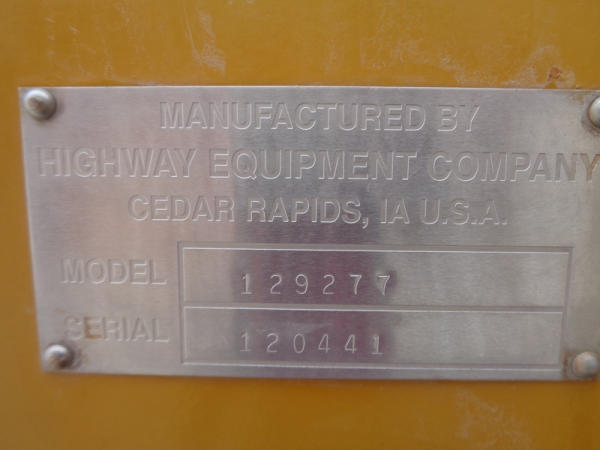 MANUFACTURED BY
HIGHWAY EQUIPMENT COMPANY
CEDAR RAPIDS, IA U.S.A.
MODEL 129277
SERIAL 120441